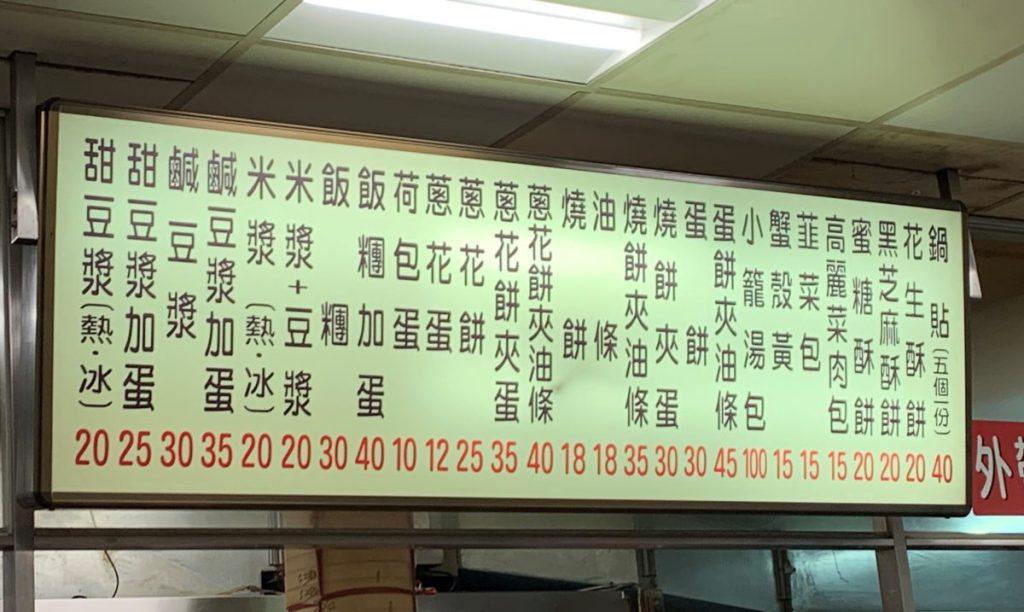 甜豆漿(熱·冰) 20
甜豆漿加蛋 25
鹹豆漿 30
鹹豆漿加蛋 35
米漿(熱·冰) 20
米漿+豆漿 20
飯糰 30
飯糰加蛋 40
荷包蛋 10
蔥花蛋 12
蔥花餅 25
蔥花餅夾蛋 35
蔥花餅夾油條 40
燒餅 18
油條 18
燒餅夾油條 35
燒餅夾蛋 30
蛋餅 30
蛋餅夾油條 45
小籠湯包 100
蟹殼黃 15
韮菜包 15
高麗菜肉包 15
蜜糖酥餅 20
黑芝麻酥餅 20
花生酥餅 20
鍋貼(五個一份) 40
外